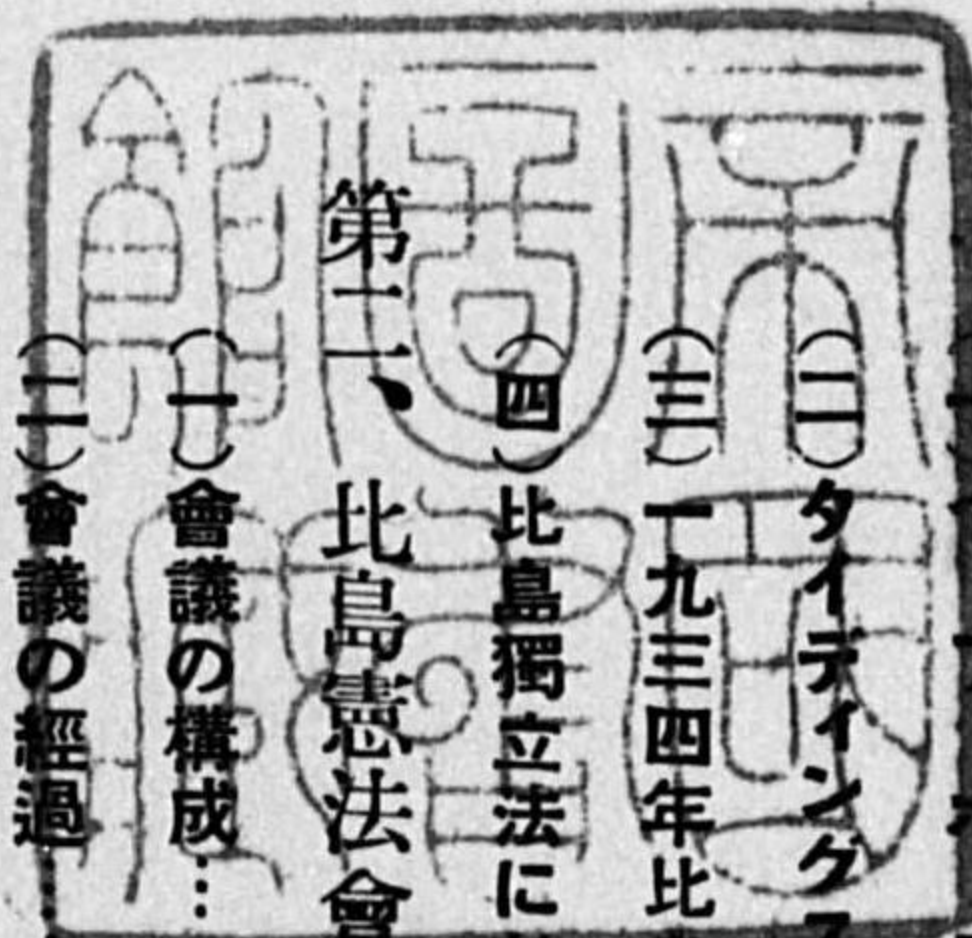 (二)タイディング
(三)一九三四年比
(四)比島獨立法に
第二、比島憲法會
(一)會議の構成…
(二)會議の經過…